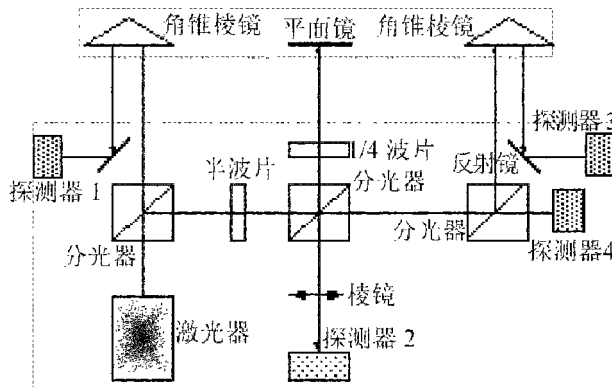 角锥棱镜
平面镜
角锥棱镜
探测器 3
1/4 波片
半波片
分光器
反射镜
探测器 1
分光器
分光器
探测器4
棱镜
激光器
探测器 2